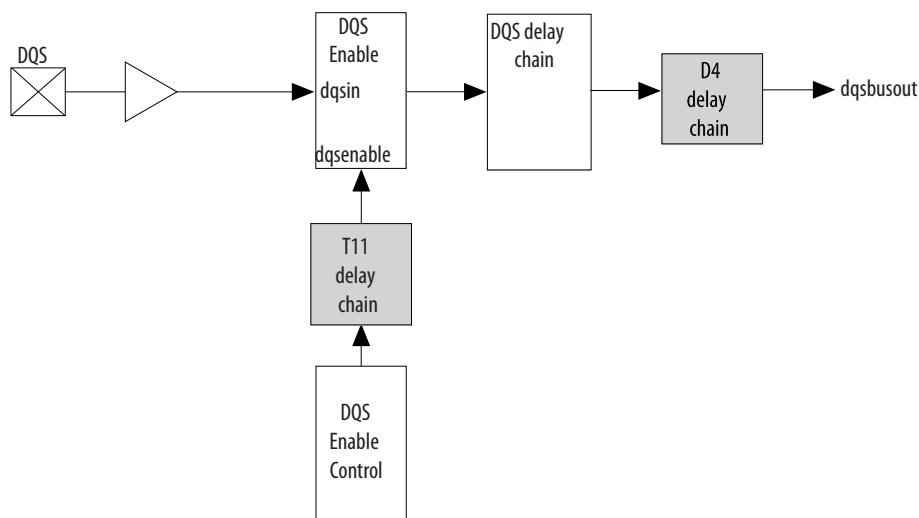 DQS
DQS
Enable
dqsin
dqsenable
DQS delay
chain
D4
delay
chain
dqsbusout
T11
delay
chain
DQS
Enable
Control